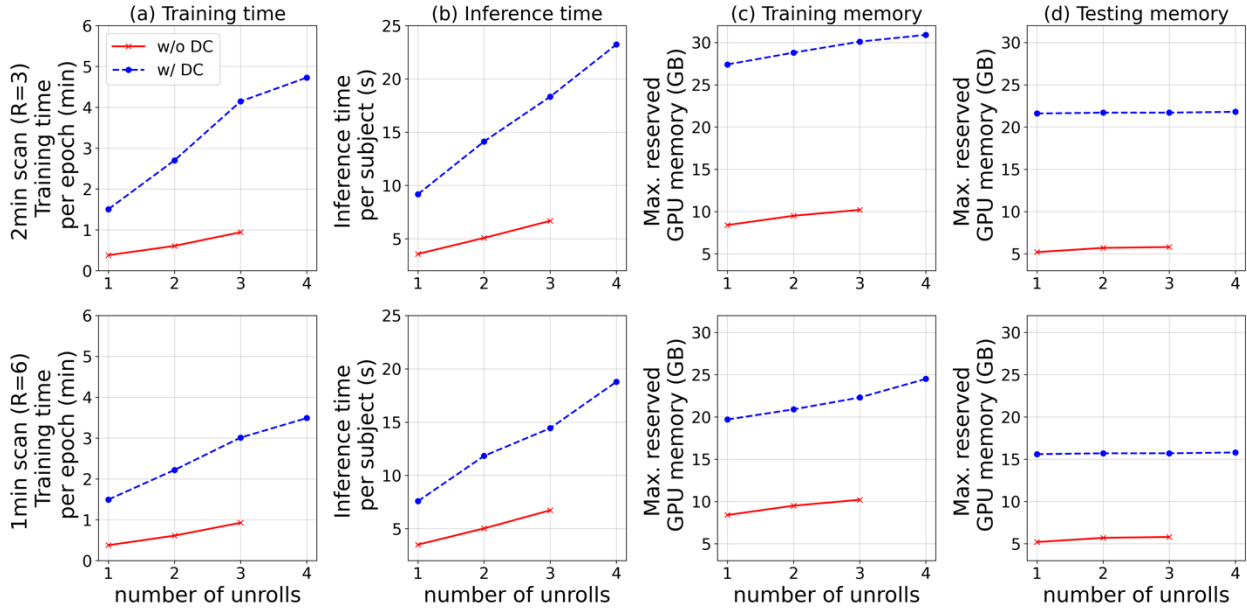 (a) Training time
(b) Inference time
(c) Training memory
(d) Testing memory
2min scan (R=3)
Training time
per epoch (min)
6
5
4
3
2
1
0
w/o DC
w/ DC
1 2 3 4
Inference time
per subject (s)
25
20
15
10
5
1 2 3 4
Max. reserved
GPU memory (GB)
30
25
20
15
10
5
1 2 3 4
Max. reserved
GPU memory (GB)
30
25
20
15
10
5
1 2 3 4
1min scan (R=6)
Training time
per epoch (min)
6
5
4
3
2
1
0
1 2 3 4
number of unrolls
Inference time
per subject (s)
25
20
15
10
5
1 2 3 4
number of unrolls
Max. reserved
GPU memory (GB)
30
25
20
15
10
5
1 2 3 4
number of unrolls
Max. reserved
GPU memory (GB)
30
25
20
15
10
5
1 2 3 4
number of unrolls